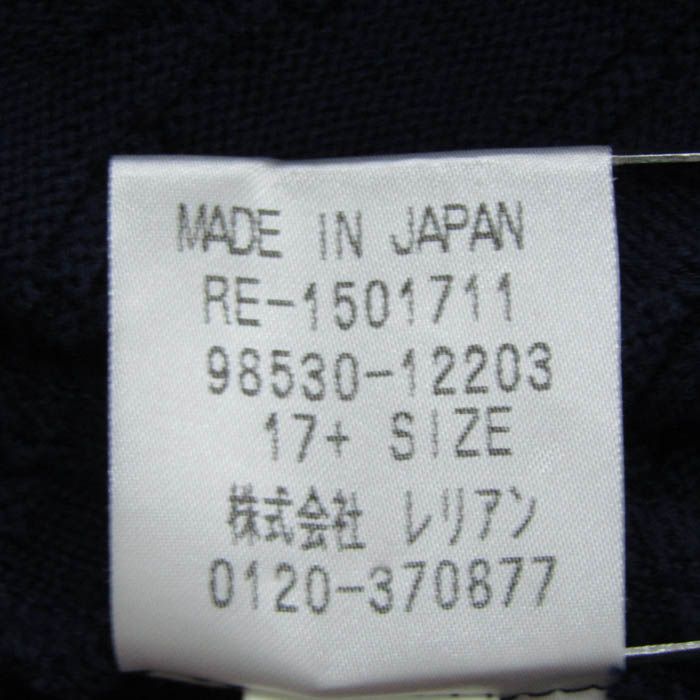 MADE IN JAPAN
RE-1501711
98530-12203
17+ SIZE
株式会社 レリアン
0120-370877